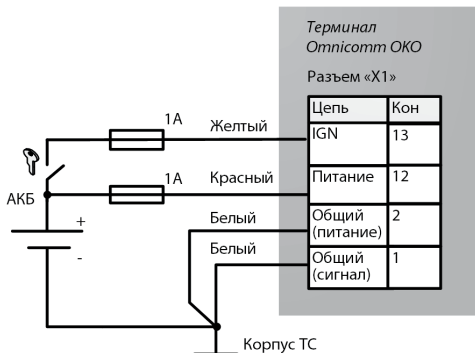 Терминал
Omnicomm ОКО
Разъем «X1»
Цепь Кон
1А Желтый IGN 13
1А Красный Питание 12
АКБ
Белый Общий (питание) 2
+
Белый Общий (сигнал) 1
-
Корпус ТС